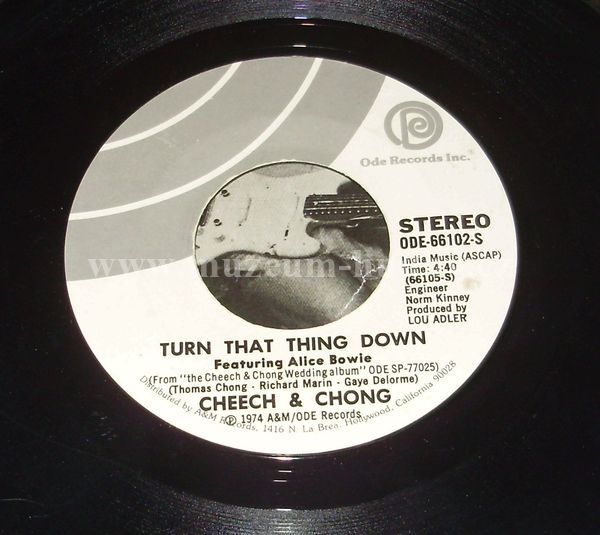 Ode Records Inc.
STEREO
ODE-66102-S
India Music (ASCAP)
Time: 4:40
(66105-S)
Engineer
Norm Kinney
Produced by
LOU ADLER
TURN THAT THING DOWN
Featuring Alice Bowie
(From "the Cheech & Chong Wedding album" ODE SP-77025)
(Thomas Chong - Richard Marin - Gaye Delorme)
CHEECH & CHONG
℗ 1974 A&M/ODE Records
Distributed by A&M Records, 1416 N. La Brea, Hollywood, California 90028